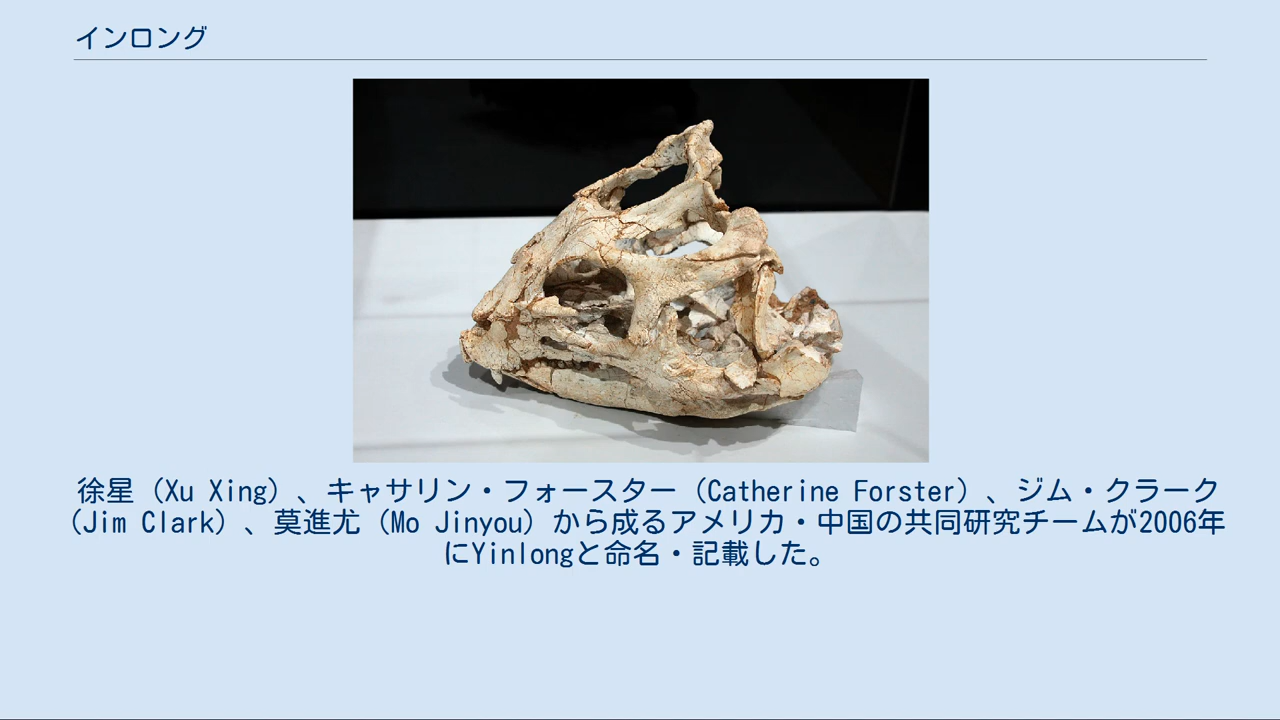 インロング
徐星（Xu Xing）、キャサリン・フォースター（Catherine Forster）、ジム・クラーク
（Jim Clark）、莫進尤（Mo Jinyou）から成るアメリカ・中国の共同研究チームが2006年
にYinlongと命名・記載した。